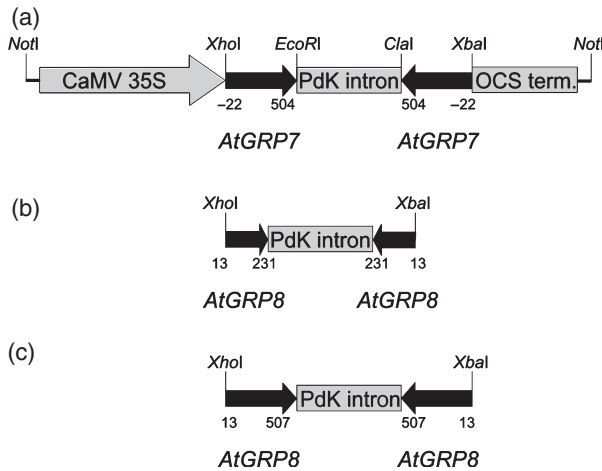 (a)
NotI XhoI EcoRI ClaI XbaI NotI
CaMV 35S PdK intron OCS term.
–22 504 504 –22
AtGRP7 AtGRP7
(b)
XhoI XbaI
PdK intron
13 231 231 13
AtGRP8 AtGRP8
(c)
XhoI XbaI
PdK intron
13 507 507 13
AtGRP8 AtGRP8